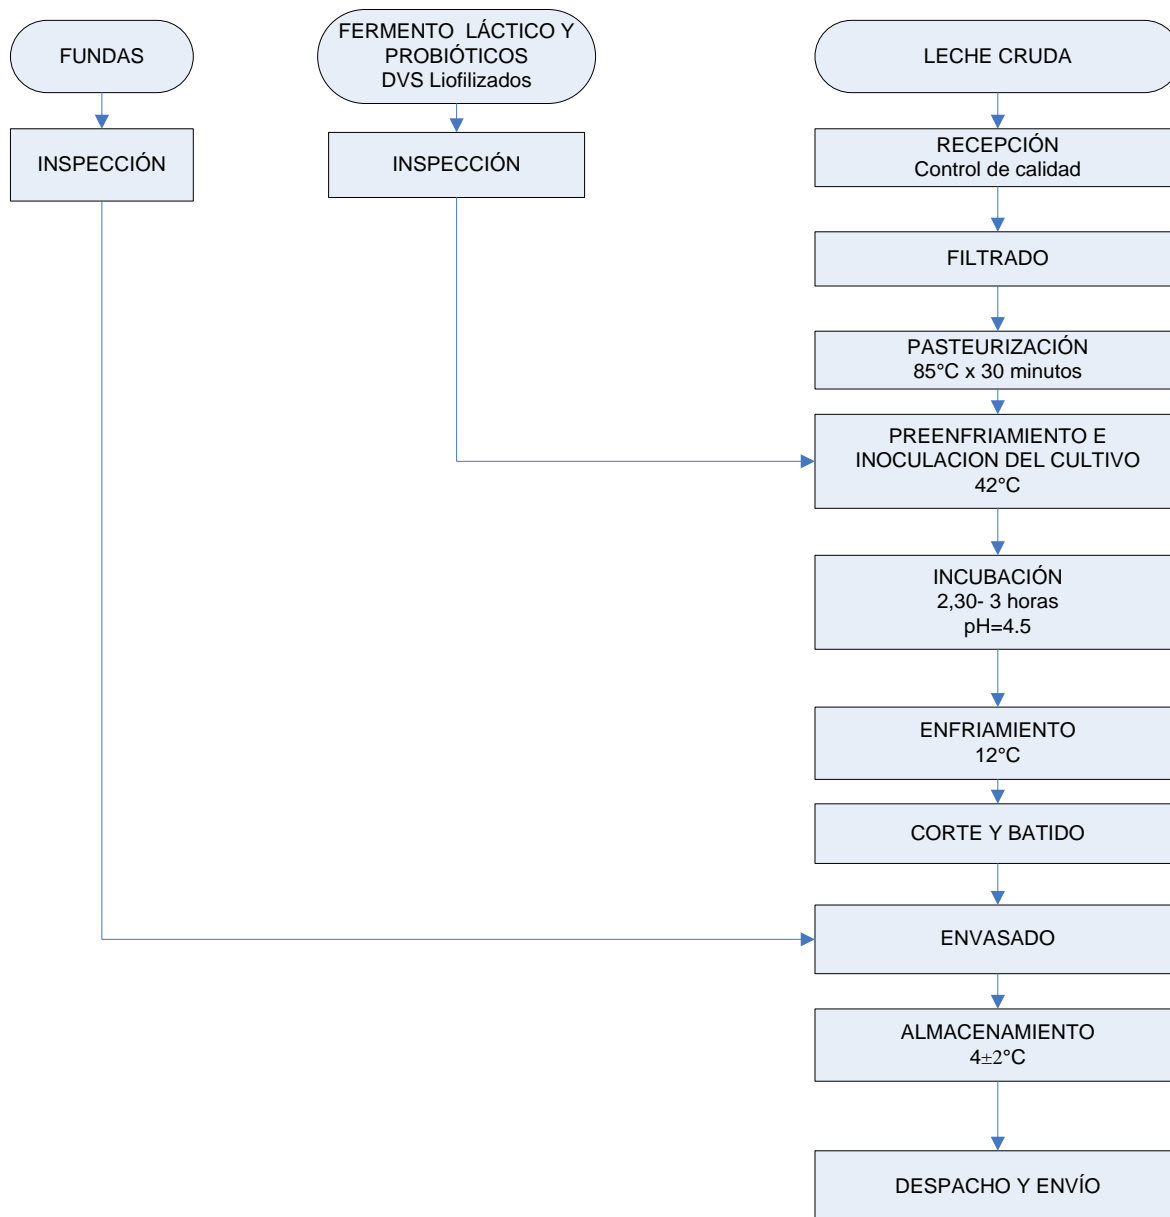 FUNDAS
INSPECCIÓN
FERMENTO LÁCTICO Y
PROBIÓTICOS
DVS Liofilizados
INSPECCIÓN
LECHE CRUDA
RECEPCIÓN
Control de calidad
FILTRADO
PASTEURIZACIÓN
85°C x 30 minutos
PREENFRIAMIENTO E
INOCULACION DEL CULTIVO
42°C
INCUBACIÓN
2,30- 3 horas
pH=4.5
ENFRIAMIENTO
12°C
CORTE Y BATIDO
ENVASADO
ALMACENAMIENTO
4±2°C
DESPACHO Y ENVÍO